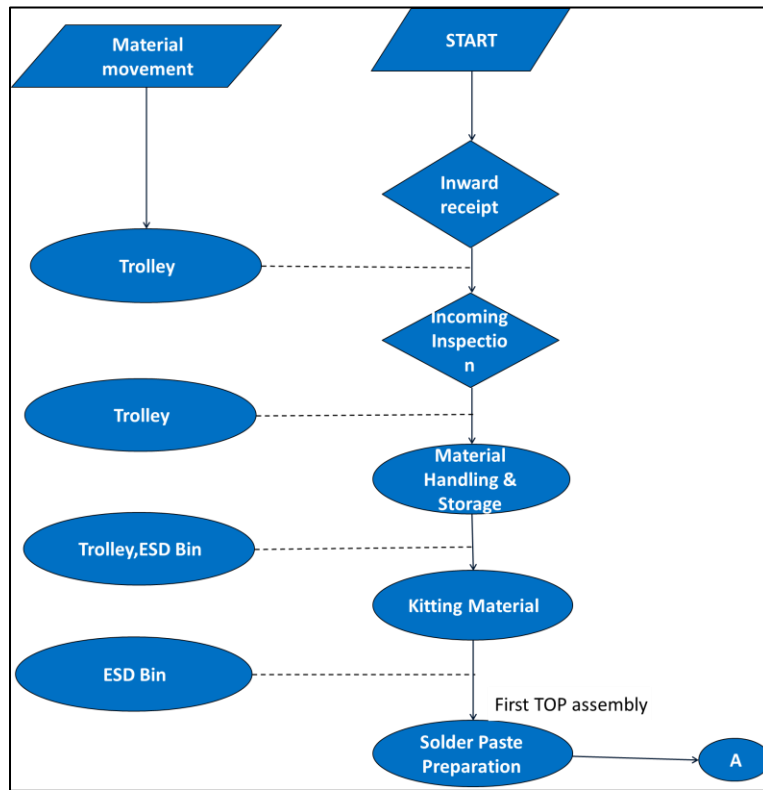 Material
movement
START
Inward
receipt
Trolley
Incoming
Inspectio
n
Trolley
Material
Handling &
Storage
Trolley,ESD Bin
Kitting Material
ESD Bin
First TOP assembly
Solder Paste
Preparation
A